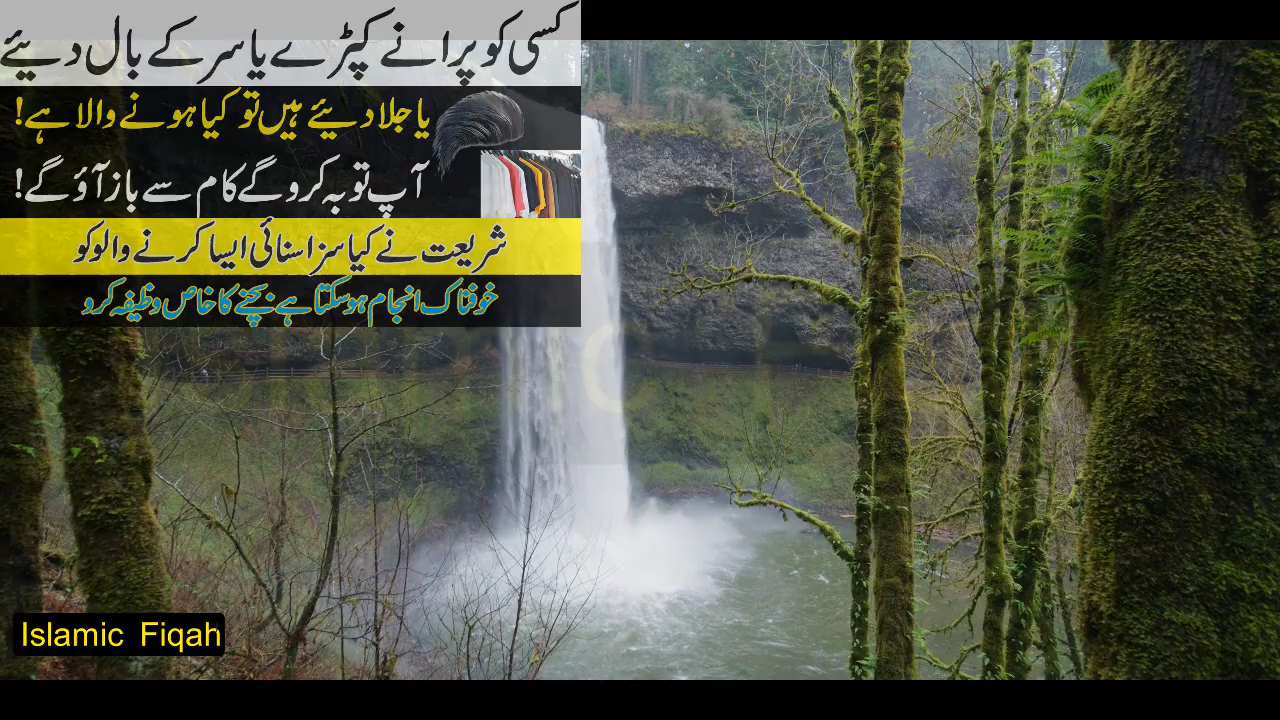 کسی کو پرانے کپڑے یا سر کے بال دیئے
یا جلا دیئے ہیں تو کیا ہونے والا ہے!
آپ توبہ کرو گے کام سے باز آؤ گے!
شریعت نے کیا سزا سنائی ایسا کرنے والو کو
خوفناک انجام ہو سکتا ہے بچنے کا خاص وظیفہ کرو
Islamic Fiqah